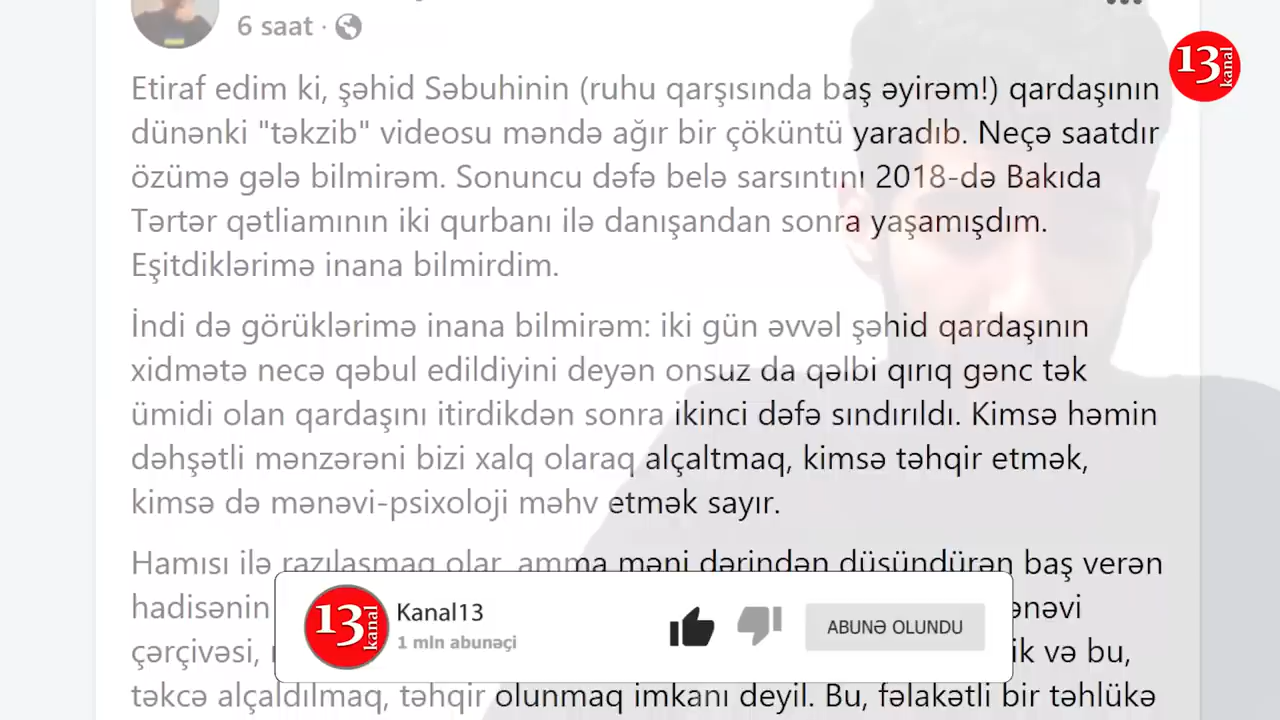 6 saat ·
13 kanal
Etiraf edim ki, şəhid Səbuhinin (ruhu qarşısında baş əyirəm!) qardaşının
dünənki "təkzib" videosu məndə ağır bir çöküntü yaradıb. Neçə saatdır
özümə gələ bilmirəm. Sonuncu dəfə belə sarsıntını 2018-də Bakıda
Tərtər qətliamının iki qurbanı ilə danışandan sonra yaşamışdım.
Eşitdiklərimə inana bilmirdim.
İndi də görüklərimə inana bilmirəm: iki gün əvvəl şəhid qardaşının
xidmətə necə qəbul edildiyini deyən onsuz da qəlbi qırıq gənc tək
ümidi olan qardaşını itirdikdən sonra ikinci dəfə sındırıldı. Kimsə həmin
dəhşətli mənzərəni bizi xalq olaraq alçaltmaq, kimsə təhqir etmək,
kimsə də mənəvi-psixoloji məhv etmək sayır.
Hamısı ilə razılaşmaq olar, amma məni dərindən düşündürən baş verən
hadisənin
çərçivəsi, ik və bu,
təkcə alçaldılmaq, təhqir olunmaq imkanı deyil. Bu, fəlakətli bir təhlükə
13 kanal
Kanal13
1 mln abunəçi
ABUNƏ OLUNDU